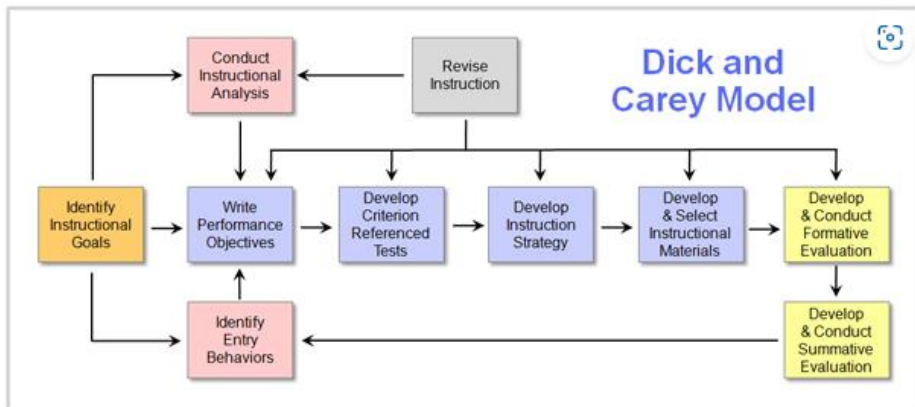 Conduct
Instructional
Analysis
Revise
Instruction
Dick and
Carey Model
Identify
Instructional
Goals
Write
Performance
Objectives
Develop
Criterion
Referenced
Tests
Develop
Instruction
Strategy
Develop
& Select
Instructional
Materials
Develop
& Conduct
Formative
Evaluation
Identify
Entry
Behaviors
Develop
& Conduct
Summative
Evaluation